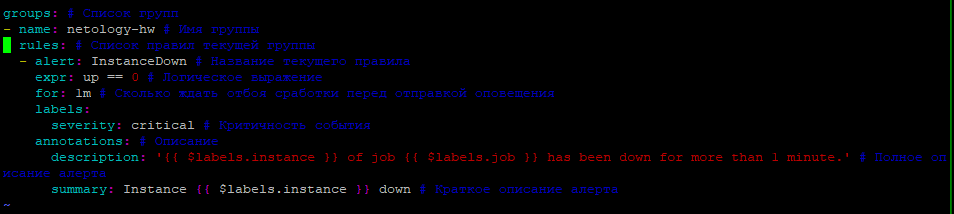 groups: # Список групп
- name: netology-hw # Имя группы
  rules: # Список правил текущей группы
  - alert: InstanceDown # Название текущего правила
    expr: up == 0 # Логическое выражение
    for: 1m # Сколько ждать отбоя сработки перед отправкой оповещения
    labels:
      severity: critical # Критичность события
    annotations: # Описание
      description: '{{ $labels.instance }} of job {{ $labels.job }} has been down for more than 1 minute.' # Полное оп
исание алерта
      summary: Instance {{ $labels.instance }} down # Краткое описание алерта
~